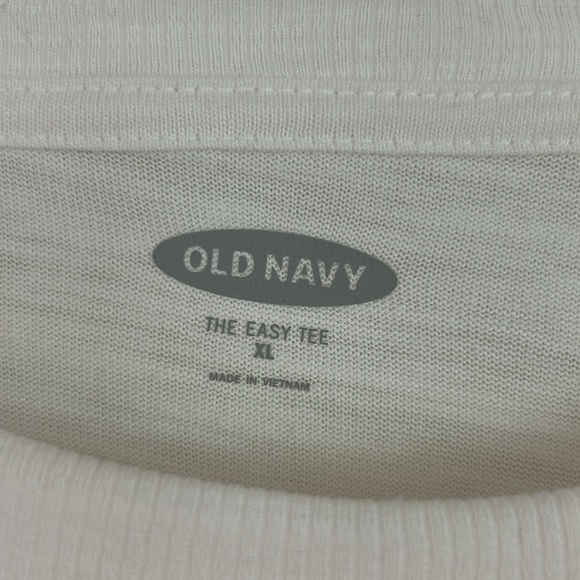 OLD NAVY
THE EASY TEE
XL
MADE IN VIETNAM